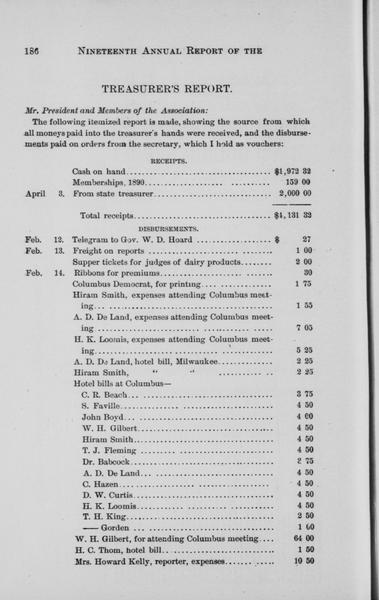 186 NINETEENTH ANNUAL REPORT OF THE
TREASURER'S REPORT.
Mr. President and Members of the Association:
The following itemized report is made, showing the source from which
all moneys paid into the treasurer's hands were received, and the disburse-
ments paid on orders from the secretary, which I hold as vouchers:
RECEIPTS.
Cash on hand $1,972 32
Memberships, 1890 159 00
April 3. From state treasurer 2,000 00
Total receipts $4,131 32
DISBURSEMENTS.
Feb. 12. Telegram to Gov. W. D. Hoard $ 27
Feb. 13. Freight on reports 1 00
Supper tickets for judges of dairy products 2 00
Feb. 14. Ribbons for premiums 30
Columbus Democrat, for printing 1 75
Hiram Smith, expenses attending Columbus meet-
ing 1 55
A. D. De Land, expenses attending Columbus meet-
ing 7 05
H. K. Loomis, expenses attending Columbus meet-
ing 5 25
A. D. De Land, hotel bill, Milwaukee 2 25
Hiram Smith, " " 2 25
Hotel bills at Columbus—
C. R. Beach 3 75
S. Faville 4 50
John Boyd 4 00
W. H. Gilbert 4 50
Hiram Smith 4 50
T. J. Fleming 4 50
Dr. Babcock 3 75
A. D. De Land 4 50
C. Hazen 4 50
D. W. Curtis 4 50
H. K. Loomis 4 50
T. H. King 2 50
—— Gorden 1 60
W. H. Gilbert, for attending Columbus meeting 64 00
H. C. Thom, hotel bill 1 50
Mrs. Howard Kelly, reporter, expenses 10 50